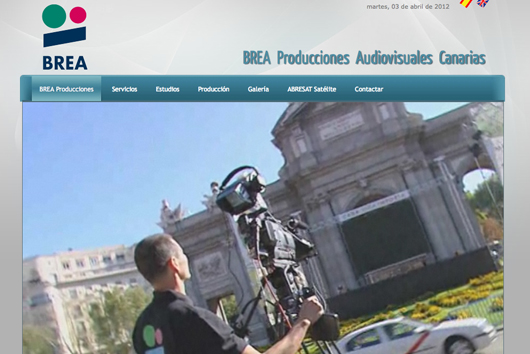 martes, 03 de abril de 2012
BREA
BREA Producciones Audiovisuales Canarias
BREA Producciones Servicios Estudios Producción Galería ABRESAT Satélite Contactar